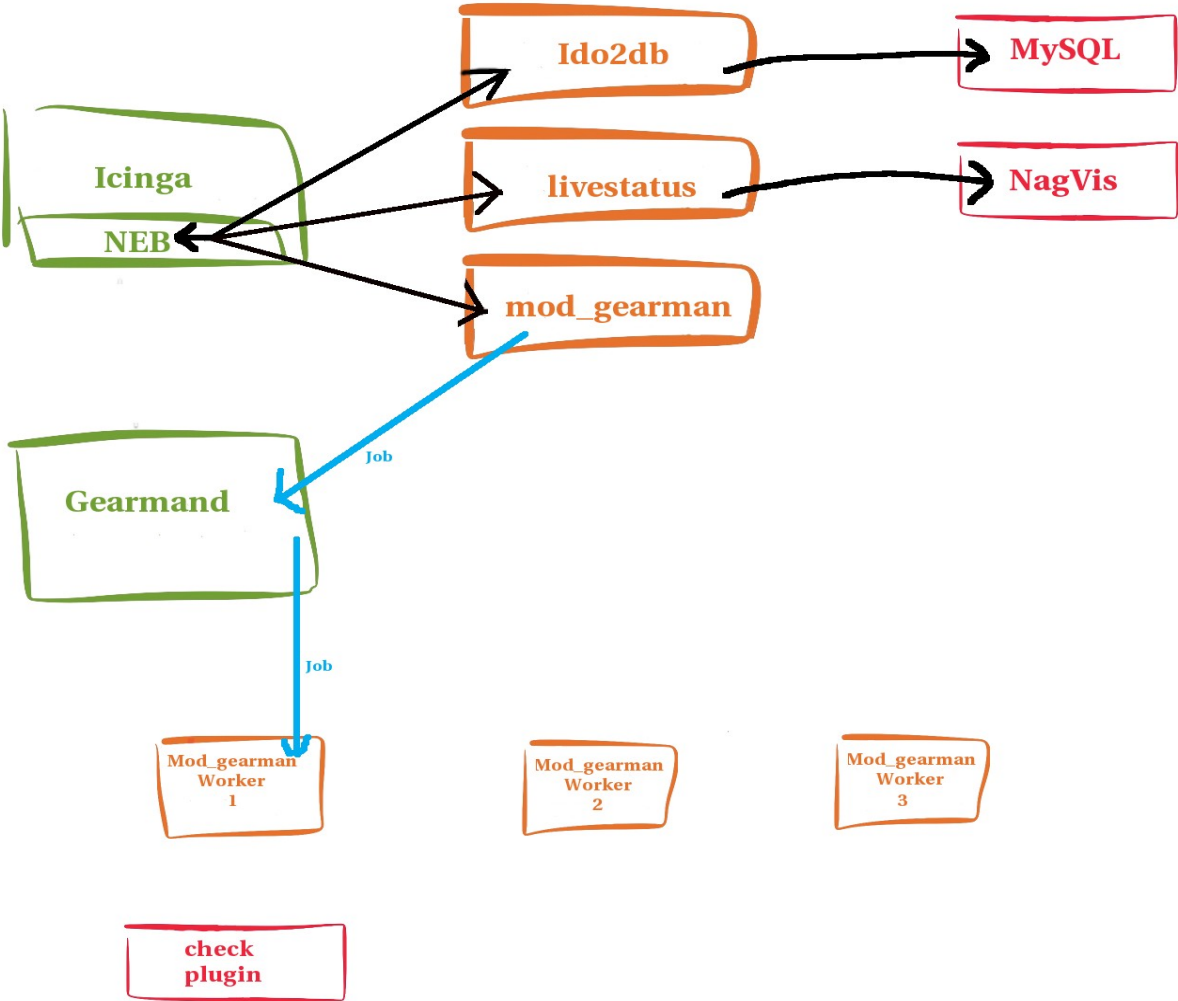 Ido2db
MySQL
Icinga
livestatus
NagVis
NEB
mod_gearman
Job
Gearmand
Job
Mod_gearman
Worker
1
Mod_gearman
Worker
2
Mod_gearman
Worker
3
check
plugin